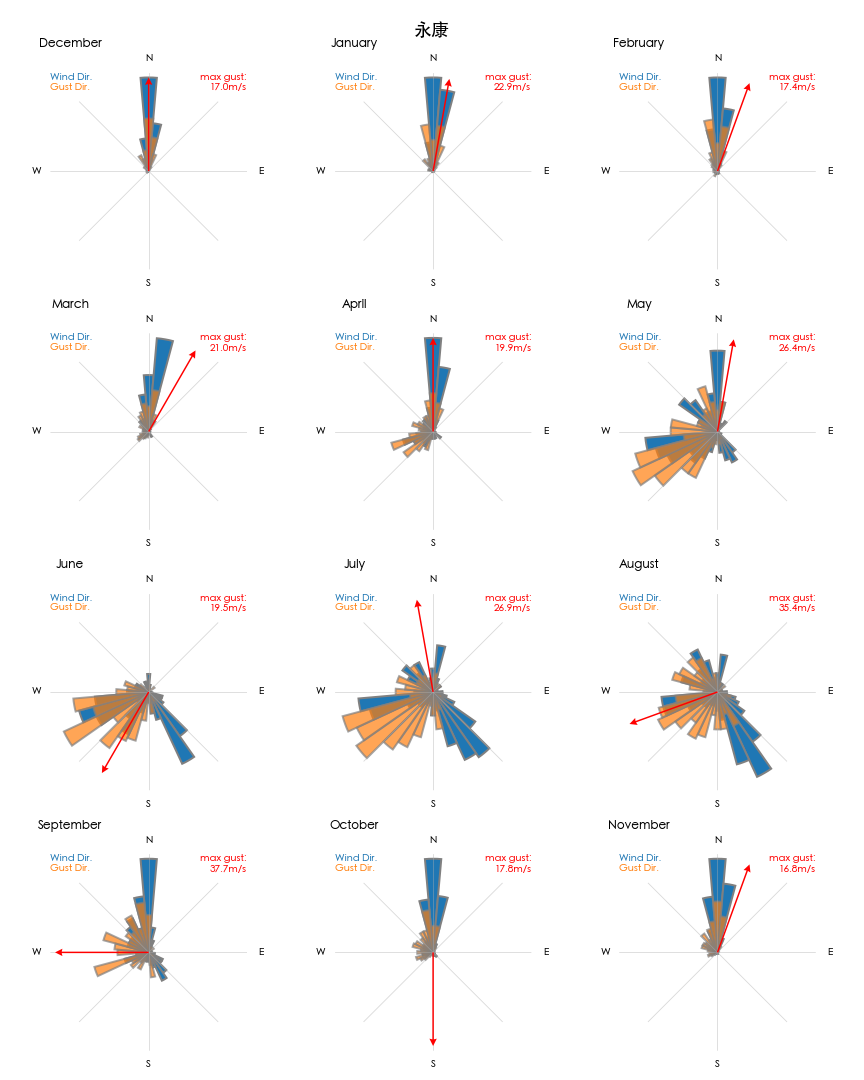 永康
December
N
Wind Dir.
Gust Dir.
max gust:
17.0m/s
W
E
S
January
N
Wind Dir.
Gust Dir.
max gust:
22.9m/s
W
E
S
February
N
Wind Dir.
Gust Dir.
max gust:
17.4m/s
W
E
S
March
N
Wind Dir.
Gust Dir.
max gust:
21.0m/s
W
E
S
April
N
Wind Dir.
Gust Dir.
max gust:
19.9m/s
W
E
S
May
N
Wind Dir.
Gust Dir.
max gust:
26.4m/s
W
E
S
June
N
Wind Dir.
Gust Dir.
max gust:
19.5m/s
W
E
S
July
N
Wind Dir.
Gust Dir.
max gust:
26.9m/s
W
E
S
August
N
Wind Dir.
Gust Dir.
max gust:
35.4m/s
W
E
S
September
N
Wind Dir.
Gust Dir.
max gust:
37.7m/s
W
E
S
October
N
Wind Dir.
Gust Dir.
max gust:
17.8m/s
W
E
S
November
N
Wind Dir.
Gust Dir.
max gust:
16.8m/s
W
E
S